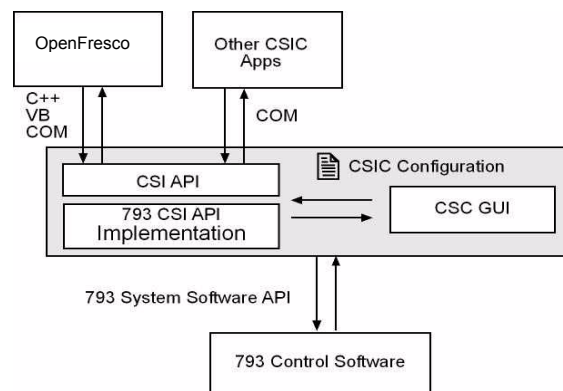 OpenFresco
Other CSIC
Apps
C++
VB
COM
COM
CSIC Configuration
CSI API
793 CSI API
Implementation
CSC GUI
793 System Software API
793 Control Software